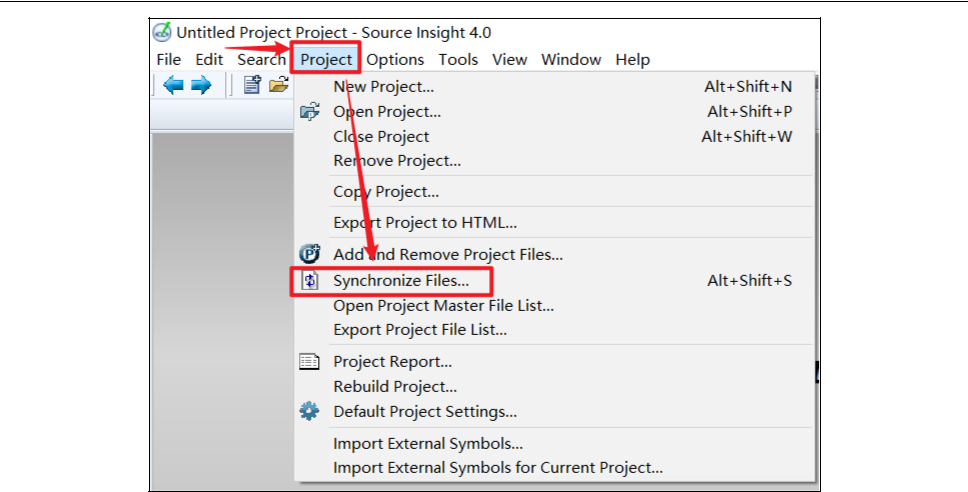 Untitled Project Project - Source Insight 4.0
File Edit Search Project Options Tools View Window Help
New Project... Alt+Shift+N
Open Project... Alt+Shift+P
Close Project Alt+Shift+W
Remove Project...
Copy Project...
Export Project to HTML...
Add and Remove Project Files...
Synchronize Files... Alt+Shift+S
Open Project Master File List...
Export Project File List...
Project Report...
Rebuild Project...
Default Project Settings...
Import External Symbols...
Import External Symbols for Current Project...